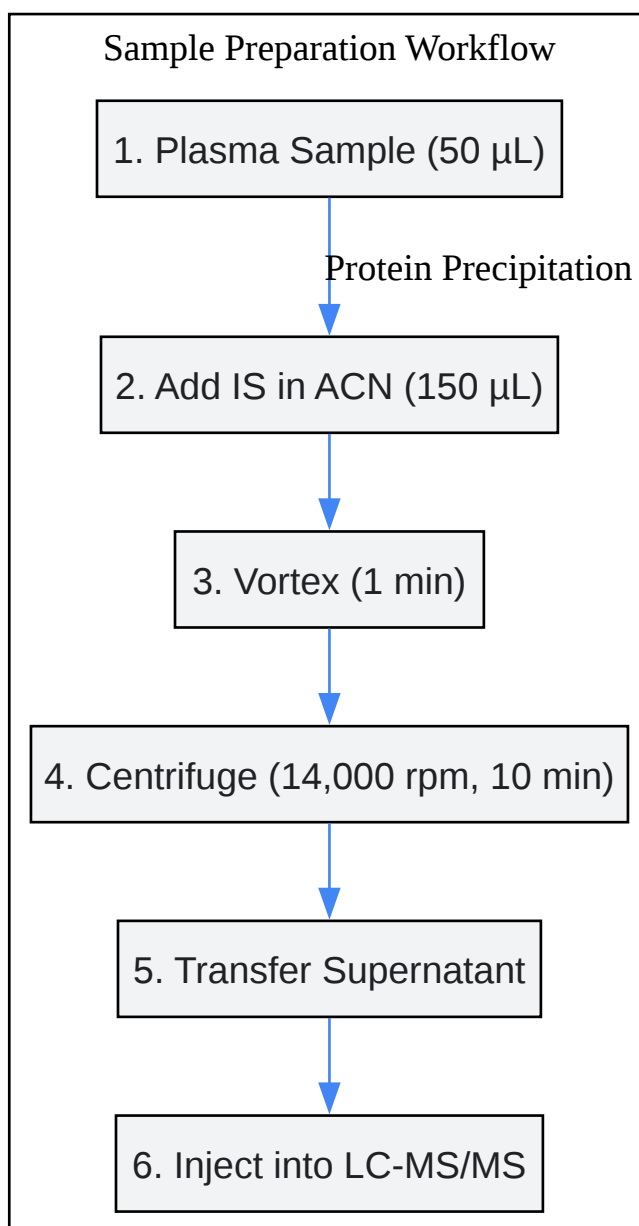 Sample Preparation Workflow
1. Plasma Sample (50 µL)
Protein Precipitation
2. Add IS in ACN (150 µL)
3. Vortex (1 min)
4. Centrifuge (14,000 rpm, 10 min)
5. Transfer Supernatant
6. Inject into LC-MS/MS